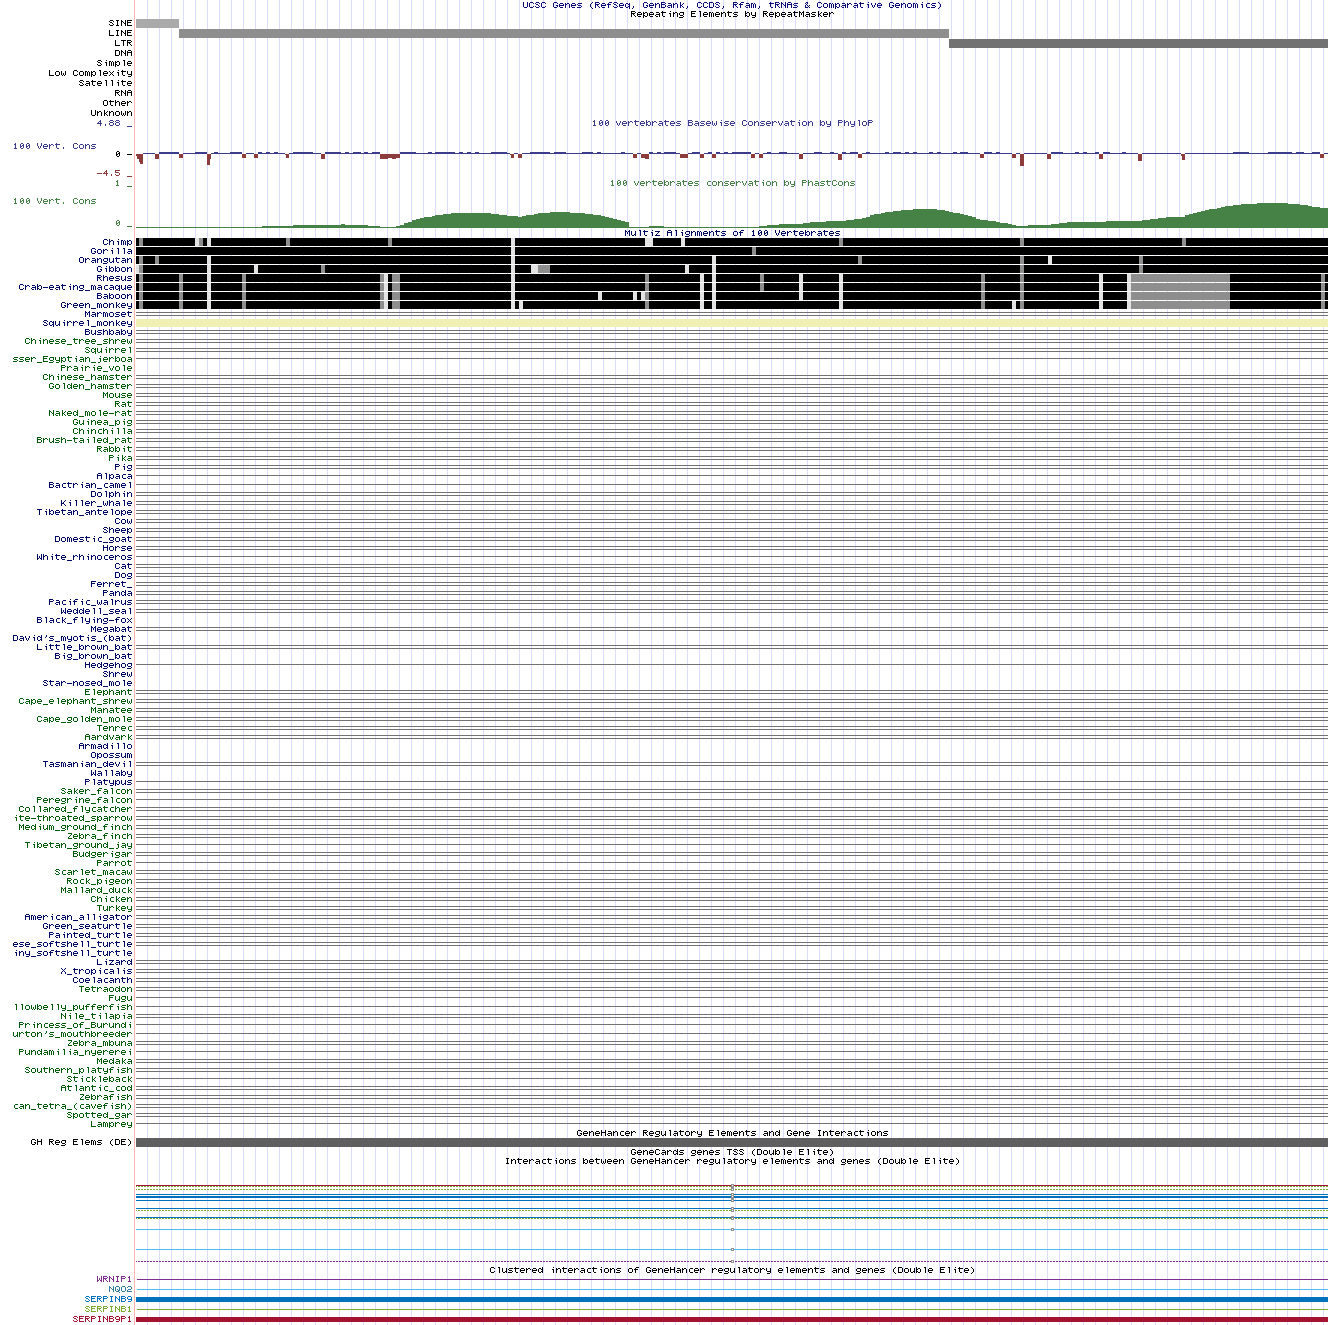 UCSC Genes (RefSeq, GenBank, CCDS, Rfam, tRNAs & Comparative Genomics)
Repeating Elements by RepeatMasker
SINE
LINE
LTR
DNA
Simple
Low Complexity
Satellite
RNA
Other
Unknown
100 vertebrates Basewise Conservation by PhyloP
4.88 _
100 Vert. Cons
0 _
-4.5 _
100 vertebrates conservation by PhastCons
1 _
100 Vert. Cons
0 _
Multiz Alignments of 100 Vertebrates
Chimp
Gorilla
Orangutan
Gibbon
Rhesus
Crab-eating_macaque
Baboon
Green_monkey
Marmoset
Squirrel_monkey
Bushbaby
Chinese_tree_shrew
Squirrel
sser_Egyptian_jerboa
Prairie_vole
Chinese_hamster
Golden_hamster
Mouse
Rat
Naked_mole-rat
Guinea_pig
Chinchilla
Brush-tailed_rat
Rabbit
Pika
Pig
Alpaca
Bactrian_camel
Dolphin
Killer_whale
Tibetan_antelope
Cow
Sheep
Domestic_goat
Horse
White_rhinoceros
Cat
Dog
Ferret_
Panda
Pacific_walrus
Weddell_seal
Black_flying-fox
Megabat
David's_myotis_(bat)
Little_brown_bat
Big_brown_bat
Hedgehog
Shrew
Star-nosed_mole
Elephant
Cape_elephant_shrew
Manatee
Cape_golden_mole
Tenrec
Aardvark
Armadillo
Opossum
Tasmanian_devil
Wallaby
Platypus
Saker_falcon
Peregrine_falcon
Collared_flycatcher
ite-throated_sparrow
Medium_ground_finch
Zebra_finch
Tibetan_ground_jay
Budgerigar
Parrot
Scarlet_macaw
Rock_pigeon
Mallard_duck
Chicken
Turkey
American_alligator
Green_seaturtle
Painted_turtle
ese_softshell_turtle
iny_softshell_turtle
Lizard
X_tropicalis
Coelacanth
Tetraodon
Fugu
llowbelly_pufferfish
Nile_tilapia
Princess_of_Burundi
urton's_mouthbreeder
Zebra_mbuna
Pundamilia_nyererei
Medaka
Southern_platyfish
Stickleback
Atlantic_cod
Zebrafish
can_tetra_(cavefish)
Spotted_gar
Lamprey
GeneHancer Regulatory Elements and Gene Interactions
GH Reg Elems (DE)
GeneCards genes TSS (Double Elite)
Interactions between GeneHancer regulatory elements and genes (Double Elite)
Clustered interactions of GeneHancer regulatory elements and genes (Double Elite)
WRNIP1
NQO2
SERPINB9
SERPINB1
SERPINB9P1